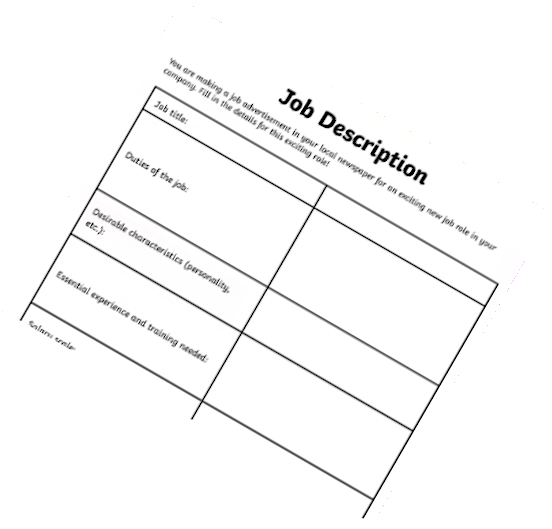 Job Description
You are making a job advertisement in your local newspaper for an exciting new job role in your
company. Fill in the details for this exciting role!
Job title:
Duties of the job:
Desirable characteristics (personality,
etc.):
Essential experience and training needed:
Salary scale: